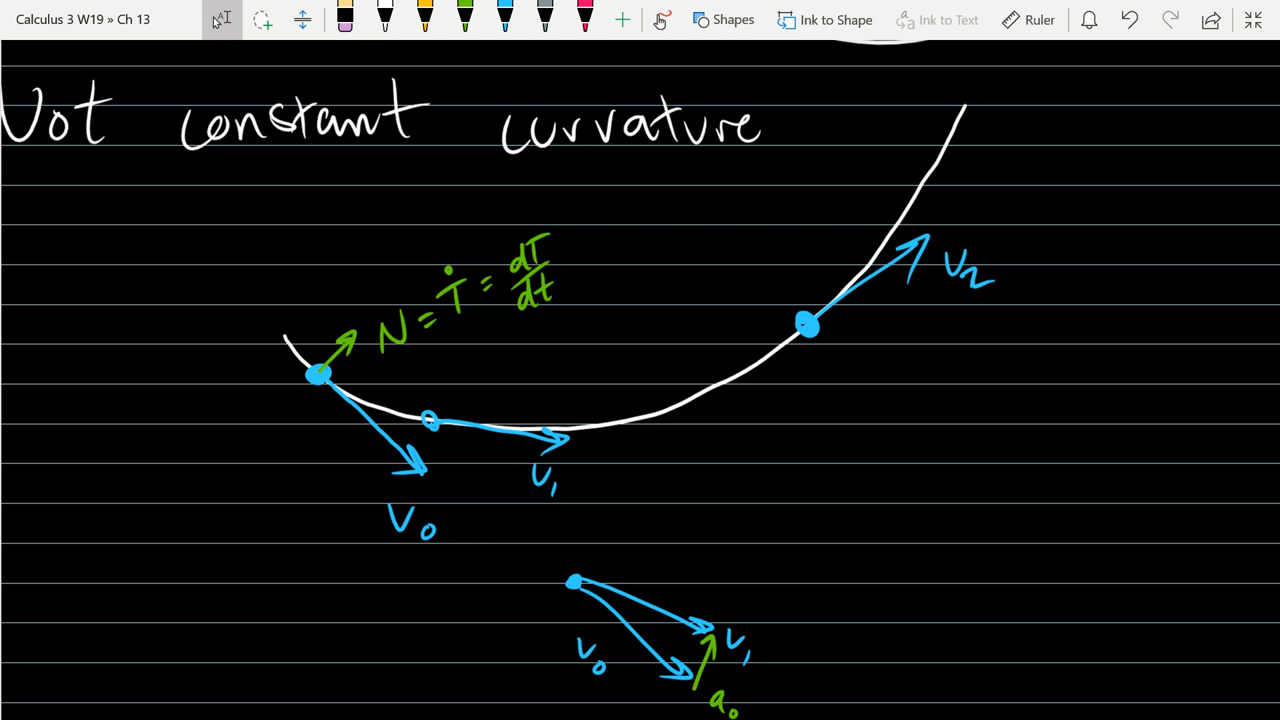 Calculus 3 W19 » Ch 13
Shapes
Ink to Shape
Ink to Text
Ruler
Not constant curvature
N = Ṫ = dT/dt
V₂
V₁
V₀
V₀
V₁
a₀